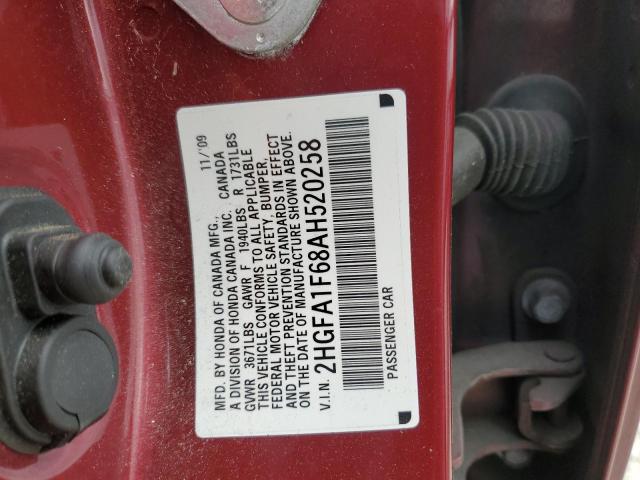 MFD. BY HONDA OF CANADA MFG., 11/'09
A DIVISION OF HONDA CANADA INC. CANADA
GVWR 3671LBS GAWR F 1940LBS R 1731LBS
THIS VEHICLE CONFORMS TO ALL APPLICABLE
FEDERAL MOTOR VEHICLE SAFETY, BUMPER,
AND THEFT PREVENTION STANDARDS IN EFFECT
ON THE DATE OF MANUFACTURE SHOWN ABOVE.
V.I.N. 2HGFA1F68AH520258
PASSENGER CAR